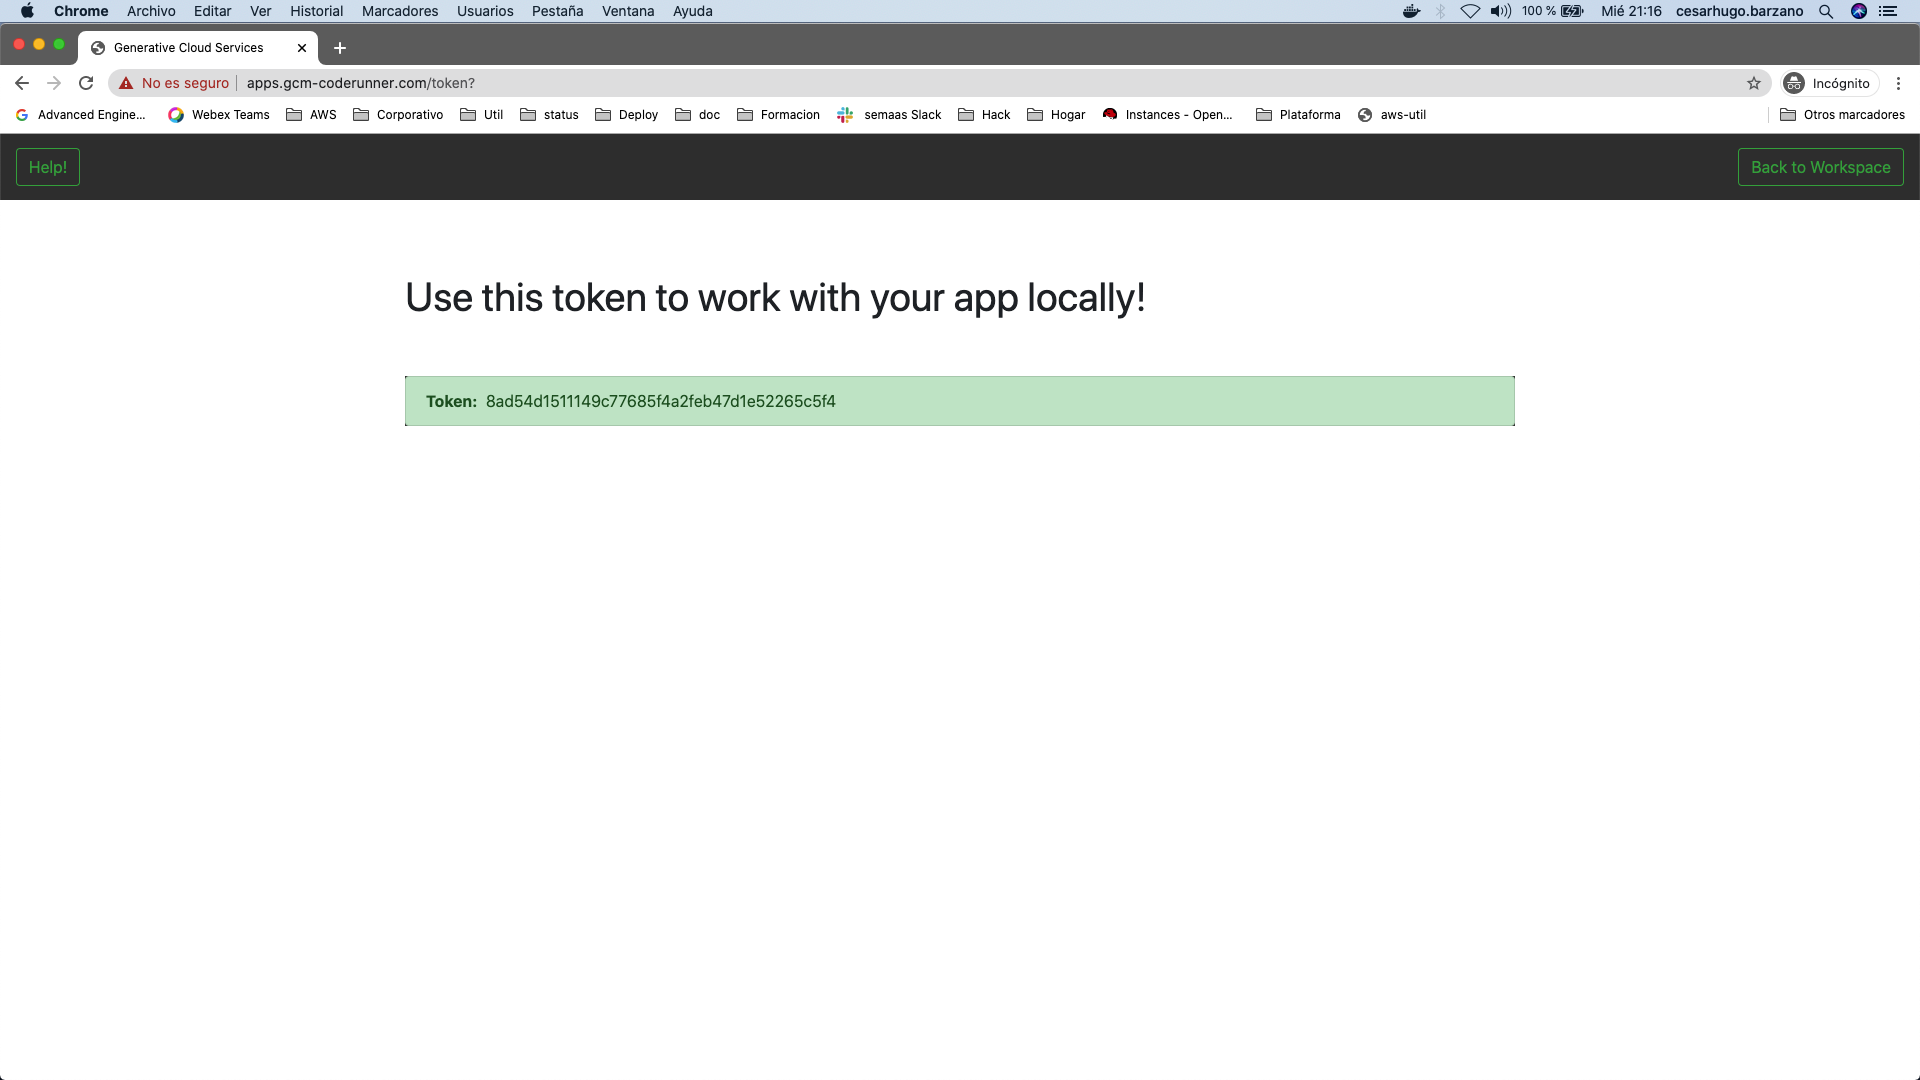 Chrome Archivo Editar Ver Historial Marcadores Usuarios Pestaña Ventana Ayuda 100 % Mié 21:16 cesarhugo.barzano
Generative Cloud Services
No es seguro apps.gcm-coderunner.com/token? Incógnito
Advanced Engine... Webex Teams AWS Corporativo Util status Deploy doc Formacion semaas Slack Hack Hogar Instances - Open... Plataforma aws-util Otros marcadores
Help! Back to Workspace
Use this token to work with your app locally!
Token: 8ad54d1511149c77685f4a2feb47d1e52265c5f4